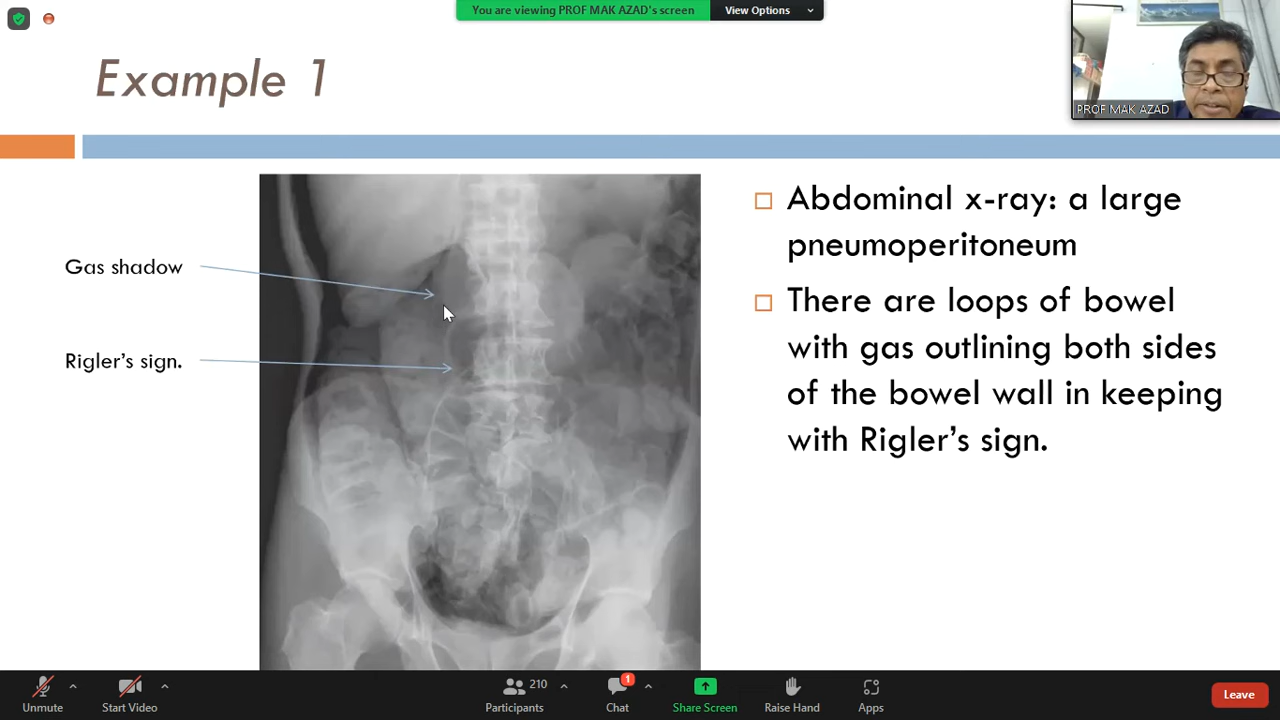 You are viewing PROF MAK AZAD's screen
View Options
Example 1
PROF MAK AZAD
Gas shadow
Rigler's sign.
Abdominal x-ray: a large
pneumoperitoneum
There are loops of bowel
with gas outlining both sides
of the bowel wall in keeping
with Rigler's sign.
Unmute
Start Video
210
Participants
1
Chat
Share Screen
Raise Hand
Apps
Leave